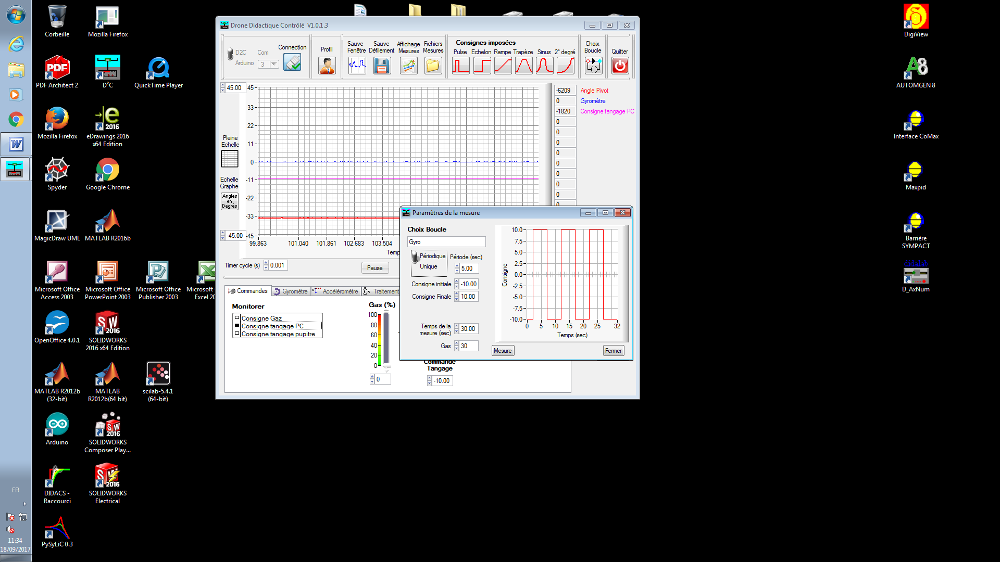 Corbeille
Mozilla Firefox
PDF Architect 2
D²C
QuickTime Player
Mozilla Firefox
eDrawings 2016
x64 Edition
Spyder
Google Chrome
MagicDraw UML
MATLAB R2016b
Microsoft Office
Access 2003
Microsoft Office
PowerPoint 2003
Microsoft Office
Publisher 2003
Microsoft
Excel 20
OpenOffice 4.0.1
SOLIDWORKS
2016 x64 Edition
MATLAB R2012b
(32-bit)
MATLAB
R2012b(64 bit)
scilab-5.4.1
(64-bit)
Arduino
SOLIDWORKS
Composer Play...
DIDACS -
Raccourci
SOLIDWORKS
Electrical
PySyLiC 0.3
FR
11:34
18/09/2017
Drone Didactique Contrôlé V1.0.1.3
D2C
Arduino
Com
3
Connection
Profil
Sauve
Fenêtre
Sauve
Défilement
Affichage
Mesures
Fichiers
Mesures
Consignes imposées
Pulse Echelon Rampe Trapèze Sinus 2° degré
Choix
Boucle
Quitter
45.00
45
33
22
11
0
-11
-22
-33
-45
-45.00
Pleine
Echelle
Echelle
Graphe
Angles
en
Degrés
99.863 101.040 101.861 102.683 103.504
Temp
-6209 Angle Pivot
0 Gyromètre
-1820 Consigne tangage PC
0
0
0
0
0
0
0
0
Timer cycle (s) 0.001
Pause
Commandes Gyromètre Accéléromètre Traitement
Monitorer
Consigne Gaz
Consigne tangage PC
Consigne tangage pupitre
Gas (%)
100
80
60
40
20
0
0
Commande
Tangage
-10.00
Paramètres de la mesure
Choix Boucle
Gyro
Périodique
Unique
Période (sec)
5.00
Consigne initiale -10.00
Consigne Finale 10.00
Temps de la
mesure (sec) 30.00
Gas 30
Consigne
10.0
7.5
5.0
2.5
0.0
-2.5
-5.0
-7.5
-10.0
0 5 10 15 20 25 32
Temps (sec)
Mesure
Fermer
DigiView
AUTOMGEN 8
Interface CoMax
Maxpid
Barrière
SYMPACT
didalab
D_AxNum